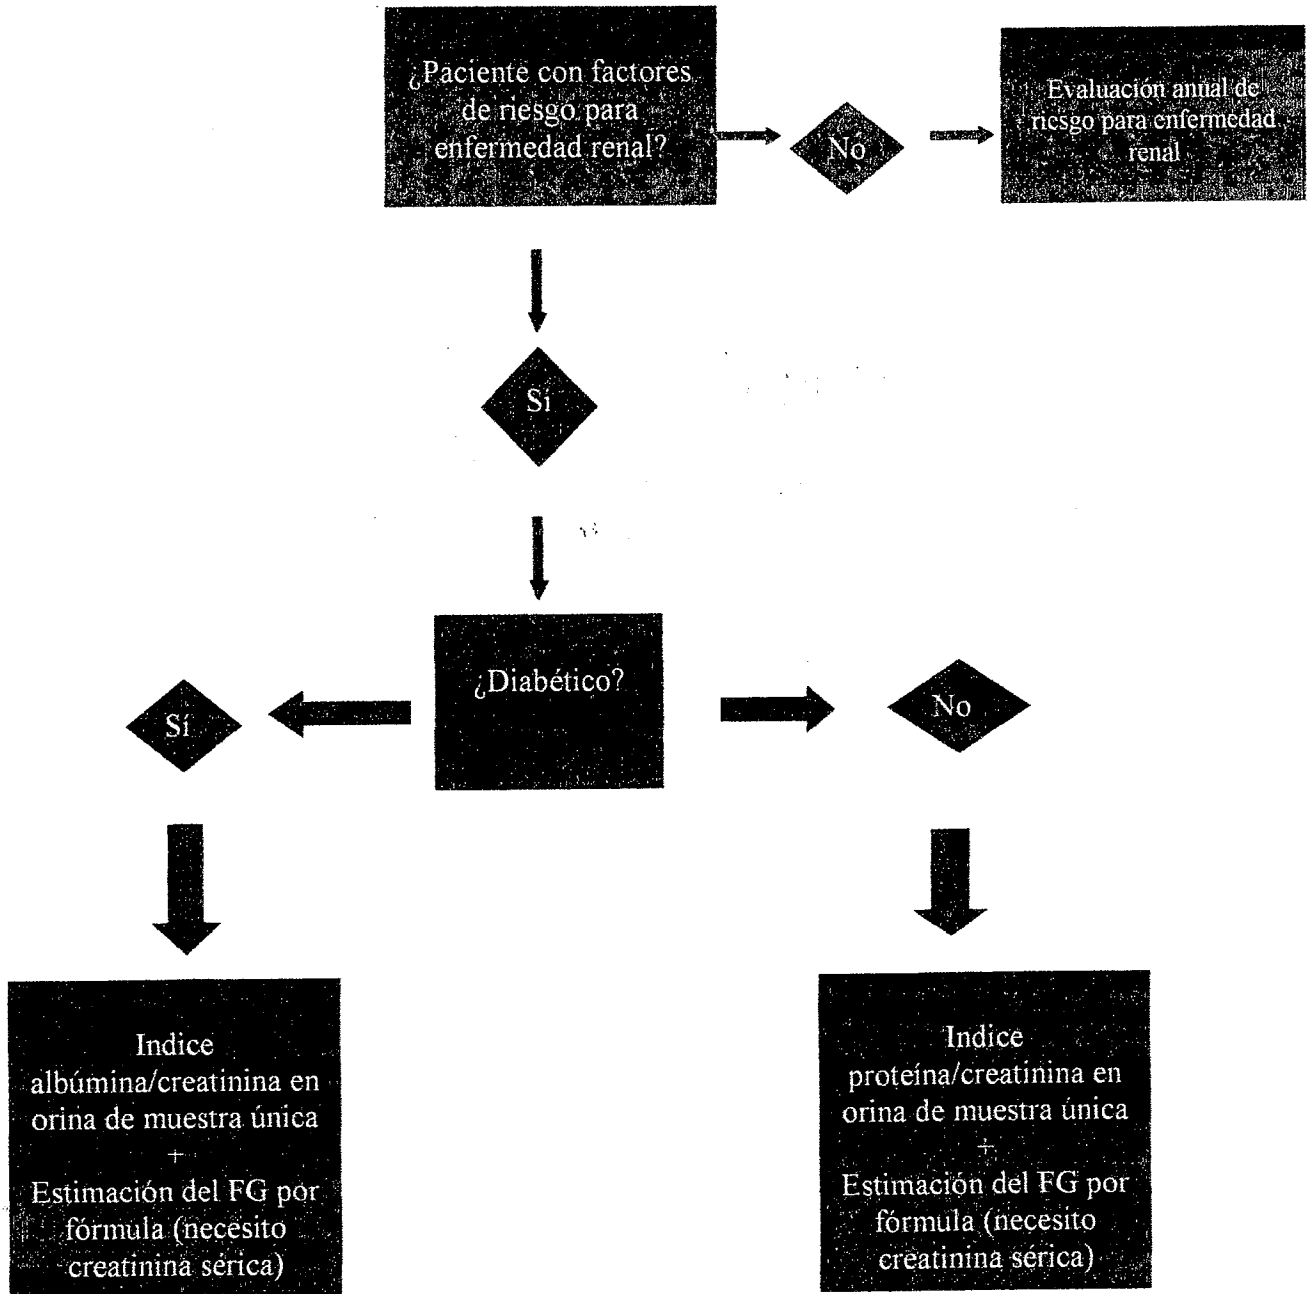 ¿Paciente con factores
de riesgo para
enfermedad renal?
No
Evaluación anual de
riesgo para enfermedad
renal
Sí
¿Diabético?
Sí
No
Indice
albúmina/creatinina en
orina de muestra única
+
Estimación del FG por
fórmula (necesito
creatinina sérica)
Indice
proteína/creatinina en
orina de muestra única
+
Estimación del FG por
fórmula (necesito
creatinina sérica)